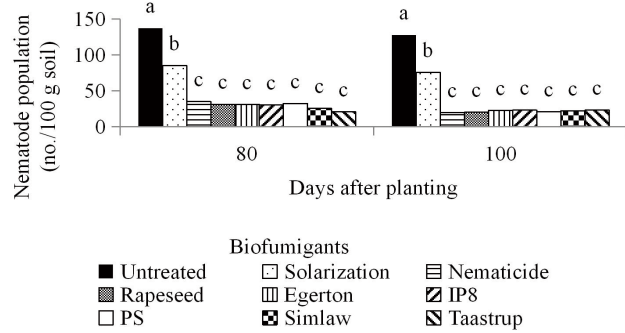 Nematode population
(no./100 g soil)
150
100
50
0
a
b
c c c c c c c
a
b
c c c c c c c
80
100
Days after planting
Biofumigants
Untreated Solarization Nematicide
Rapeseed Egerton IP8
PS Simlaw Taastrup